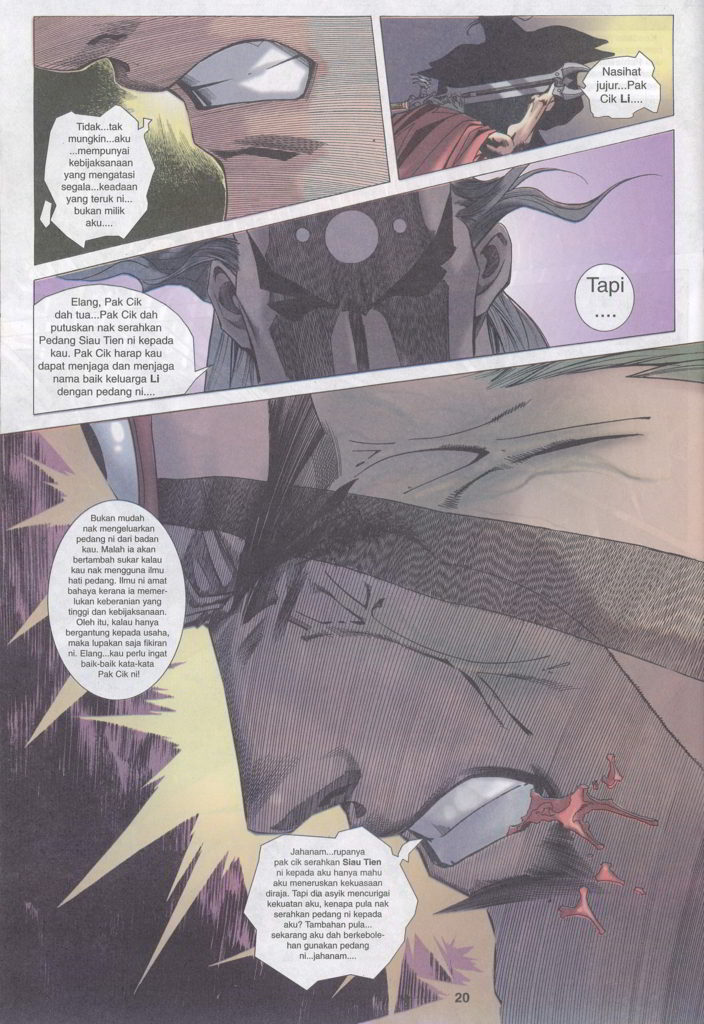 Tidak...tak
mungkin...aku
...mempunyai
kebijaksanaan
yang mengatasi
segala...keadaan
yang teruk ni...
bukan milik
aku....
Nasihat
jujur...Pak
Cik Li....
Elang, Pak Cik
dah tua...Pak Cik dah
putuskan nak serahkan
Pedang Siau Tien ni kepada
kau. Pak Cik harap kau
dapat menjaga dan menjaga
nama baik keluarga Li
dengan pedang ni....
Tapi
....
Bukan mudah
nak mengeluarkan
pedang ni dari badan
kau. Malah ia akan
bertambah sukar kalau
kau nak mengguna ilmu
hati pedang. Ilmu ni amat
bahaya kerana ia memer-
lukan keberanian yang
tinggi dan kebijaksanaan.
Oleh itu, kalau hanya
bergantung kepada usaha,
maka lupakan saja fikiran
ni. Elang...kau perlu ingat
baik-baik kata-kata
Pak Cik ni!
Jahanam...rupanya
pak cik serahkan Siau Tien
ni kepada aku hanya mahu
aku meneruskan kekuasaan
diraja. Tapi dia asyik mencurigai
kekuatan aku, kenapa pula nak
serahkan pedang ni kepada
aku? Tambahan pula...
sekarang aku dah berkebole-
han gunakan pedang
ni...jahanam....
20